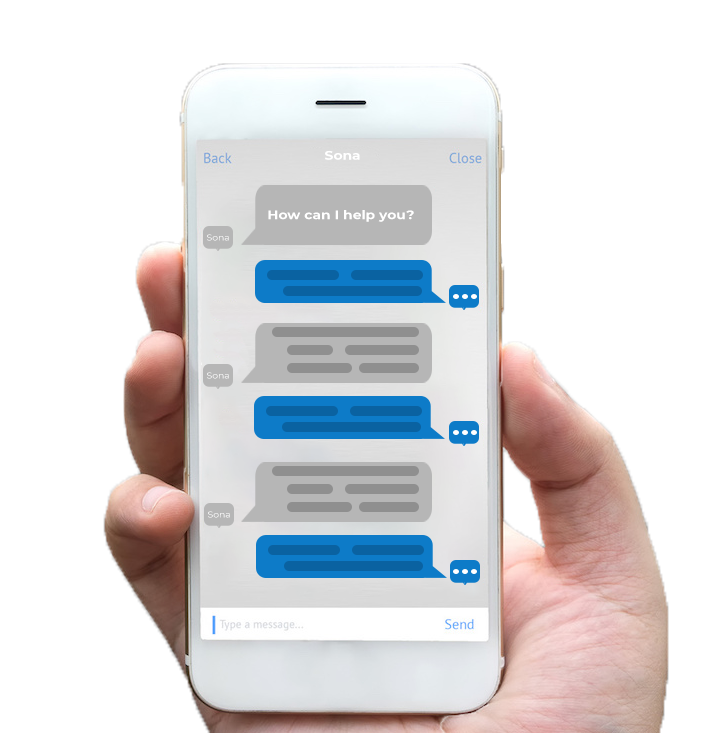 Back Sona Close
How can I help you?
Sona
Sona
Sona
Type a message... Send